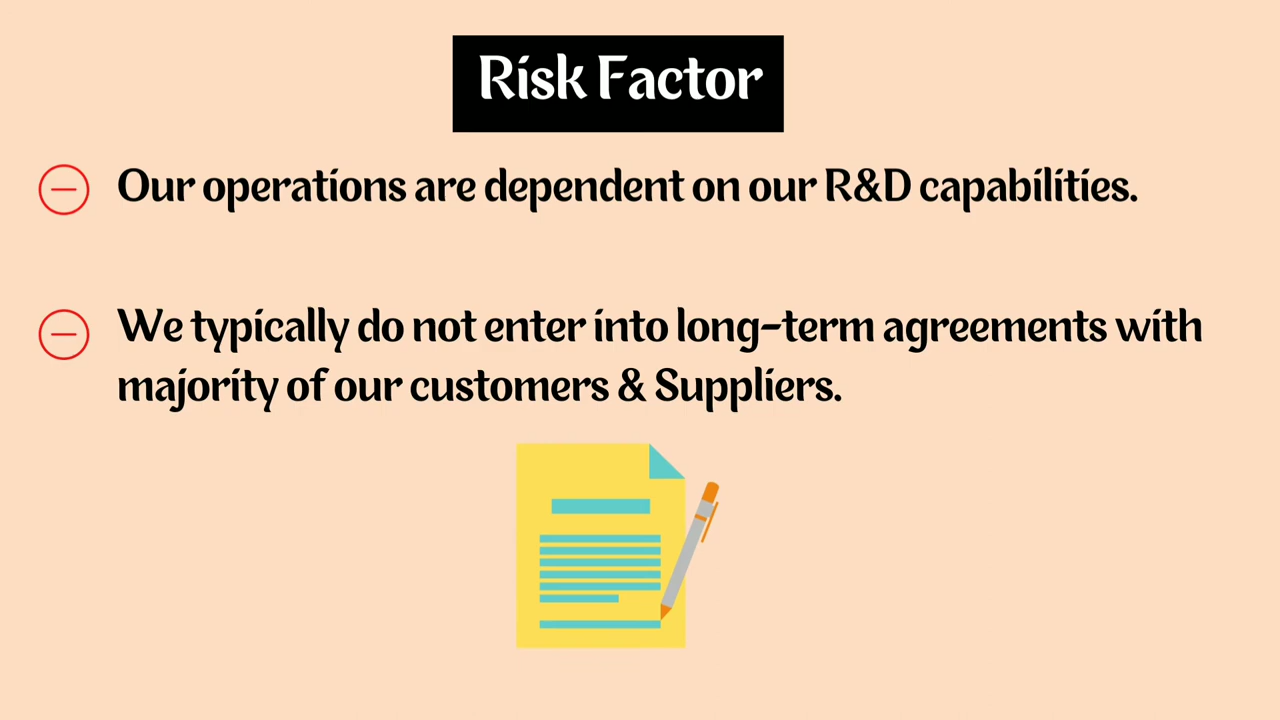 Risk Factor
Our operations are dependent on our R&D capabilities.
We typically do not enter into long-term agreements with
majority of our customers & Suppliers.